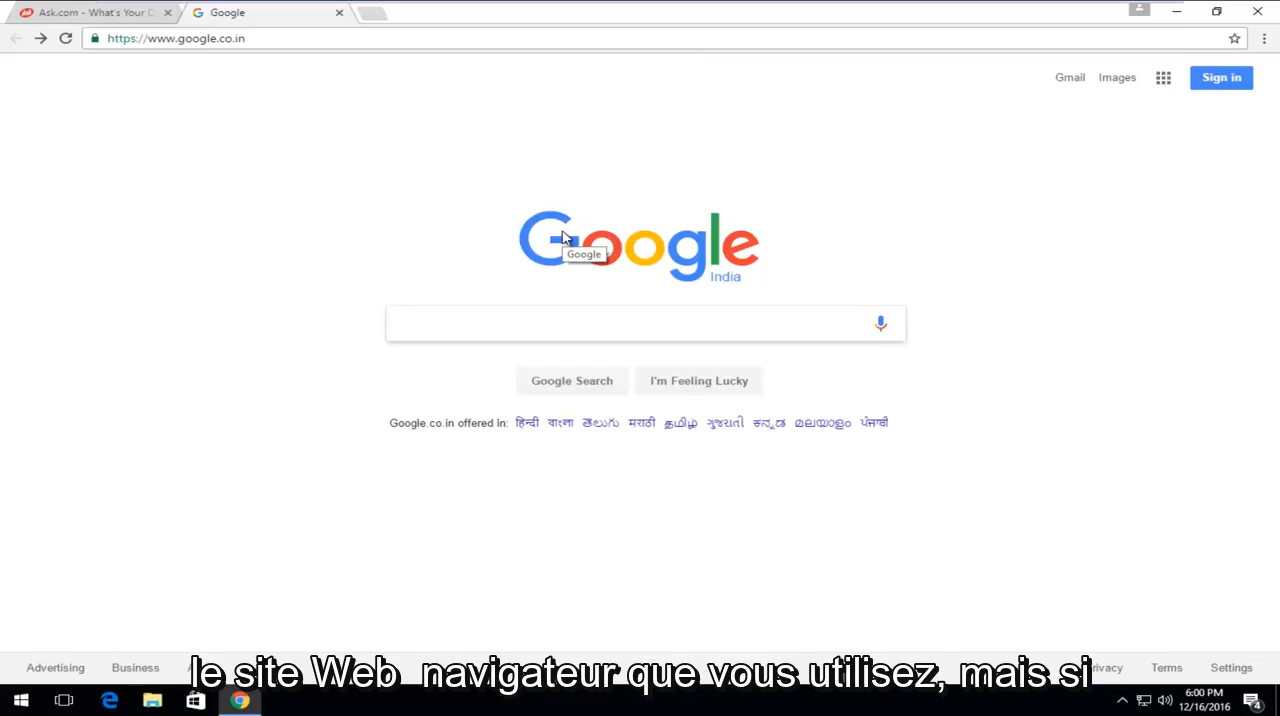 Ask.com - What's Your
Google
https://www.google.co.in
Gmail Images Sign in
Google
India
Google
Google Search I'm Feeling Lucky
Google.co.in offered in: हिन्दी বাংলা తెలుగు मराठी தமிழ் ગુજરાતી ಕನ್ನಡ മലയാളം ਪੰਜਾਬੀ
Advertising Business Terms Settings
le site Web navigateur que vous utilisez, mais si
6:00 PM
12/16/2016
4